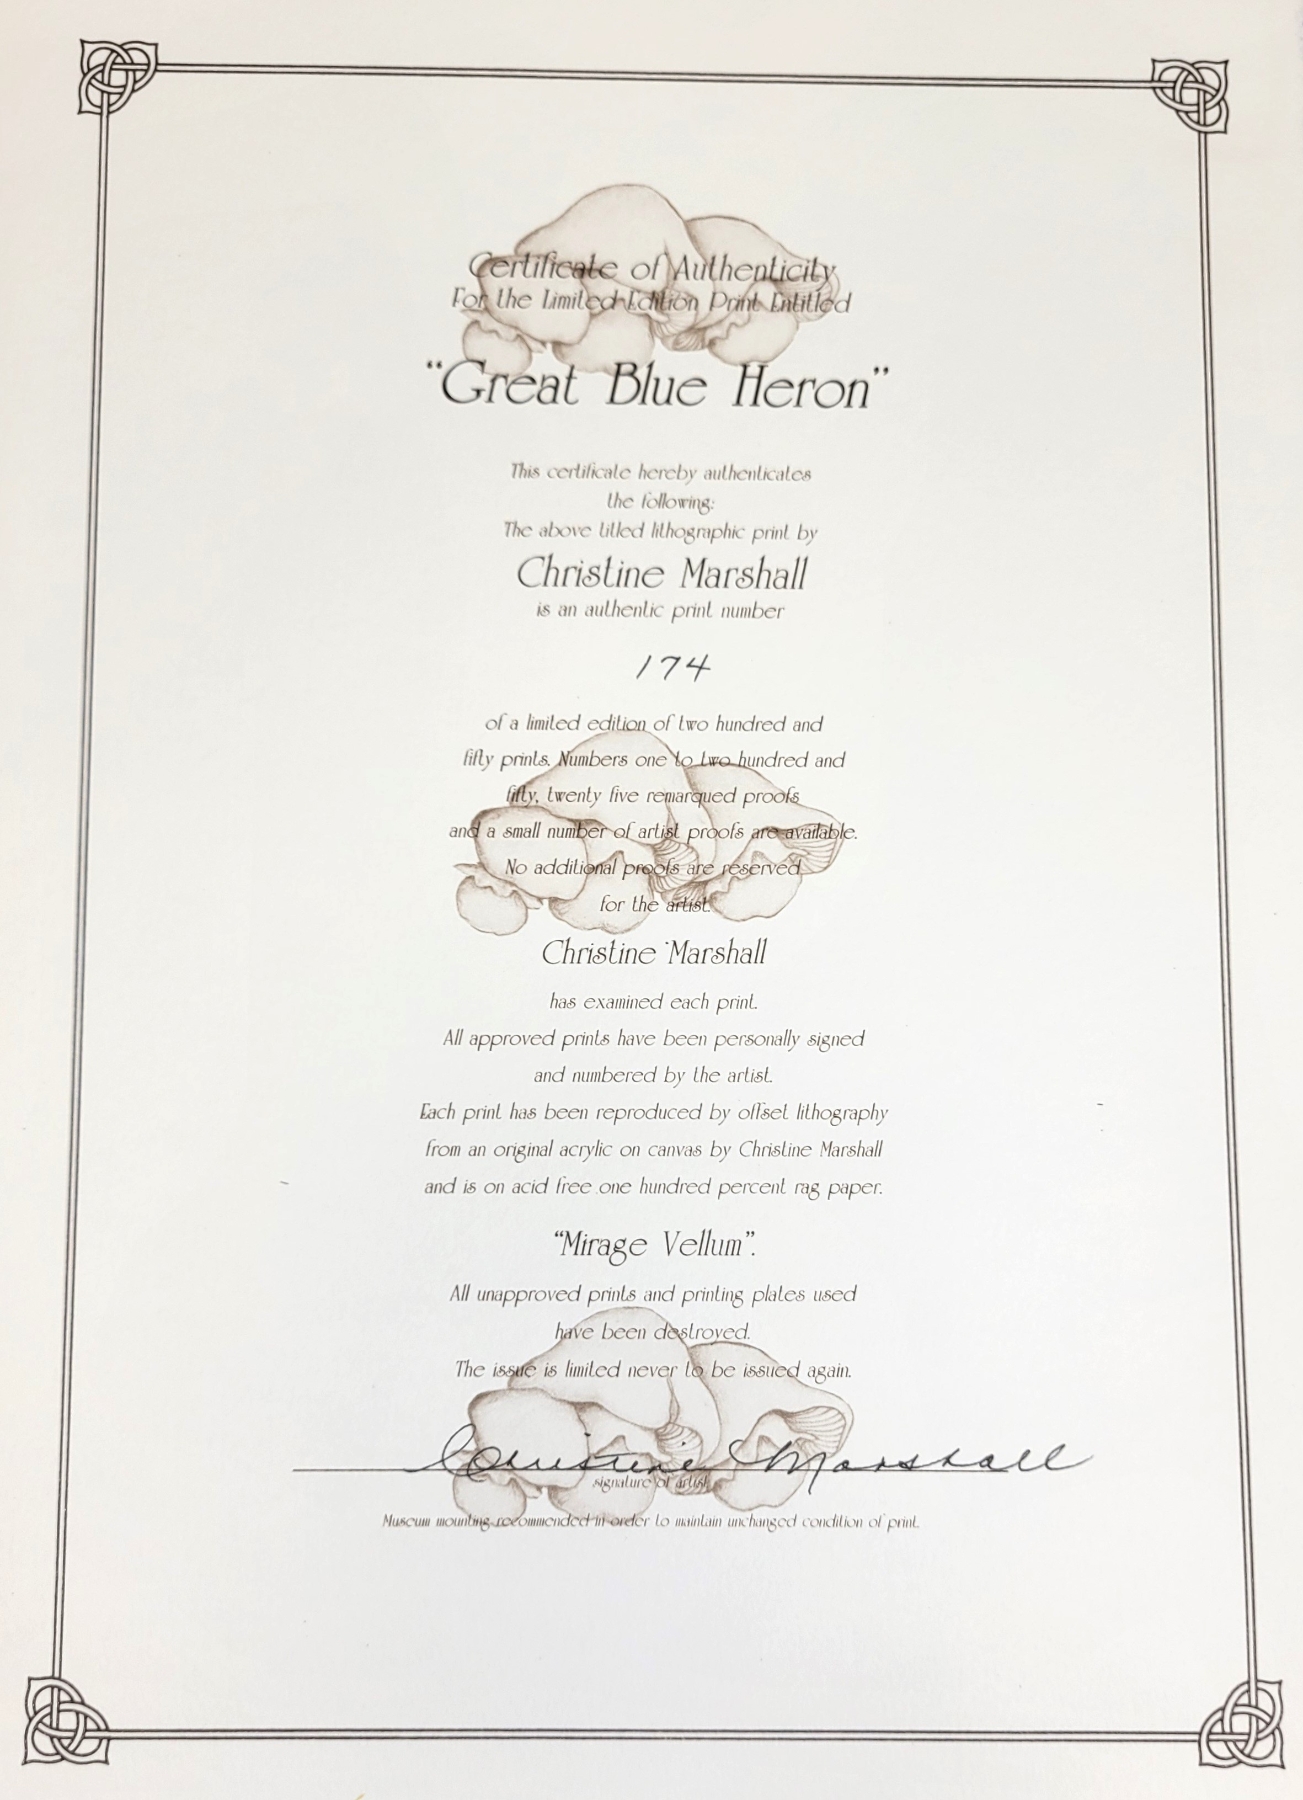 Certificate of Authenticity
For the Limited Edition Print Entitled
“Great Blue Heron”
This certificate hereby authenticates
the following:
The above titled lithographic print by
Christine Marshall
is an authentic print number
174
of a limited edition of two hundred and
fifty prints. Numbers one to two hundred and
fifty, twenty five remarqued proofs
and a small number of artist proofs are available.
No additional proofs are reserved
for the artist.
Christine Marshall
has examined each print.
All approved prints have been personally signed
and numbered by the artist.
Each print has been reproduced by offset lithography
from an original acrylic on canvas by Christine Marshall
and is on acid free one hundred percent rag paper.
“Mirage Vellum”.
All unapproved prints and printing plates used
have been destroyed.
The issue is limited never to be issued again.
Christine Marshall
signature of artist
Museum mounting recommended in order to maintain unchanged condition of print.